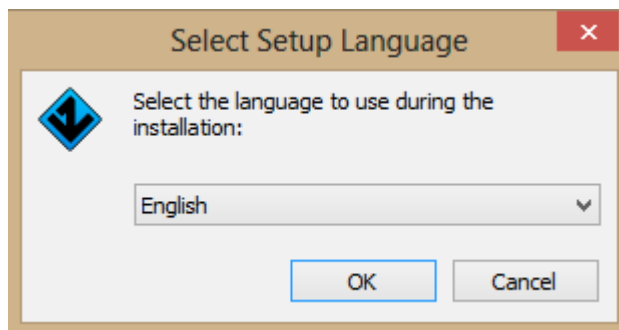 Select Setup Language
Select the language to use during the
installation:
English
OK
Cancel